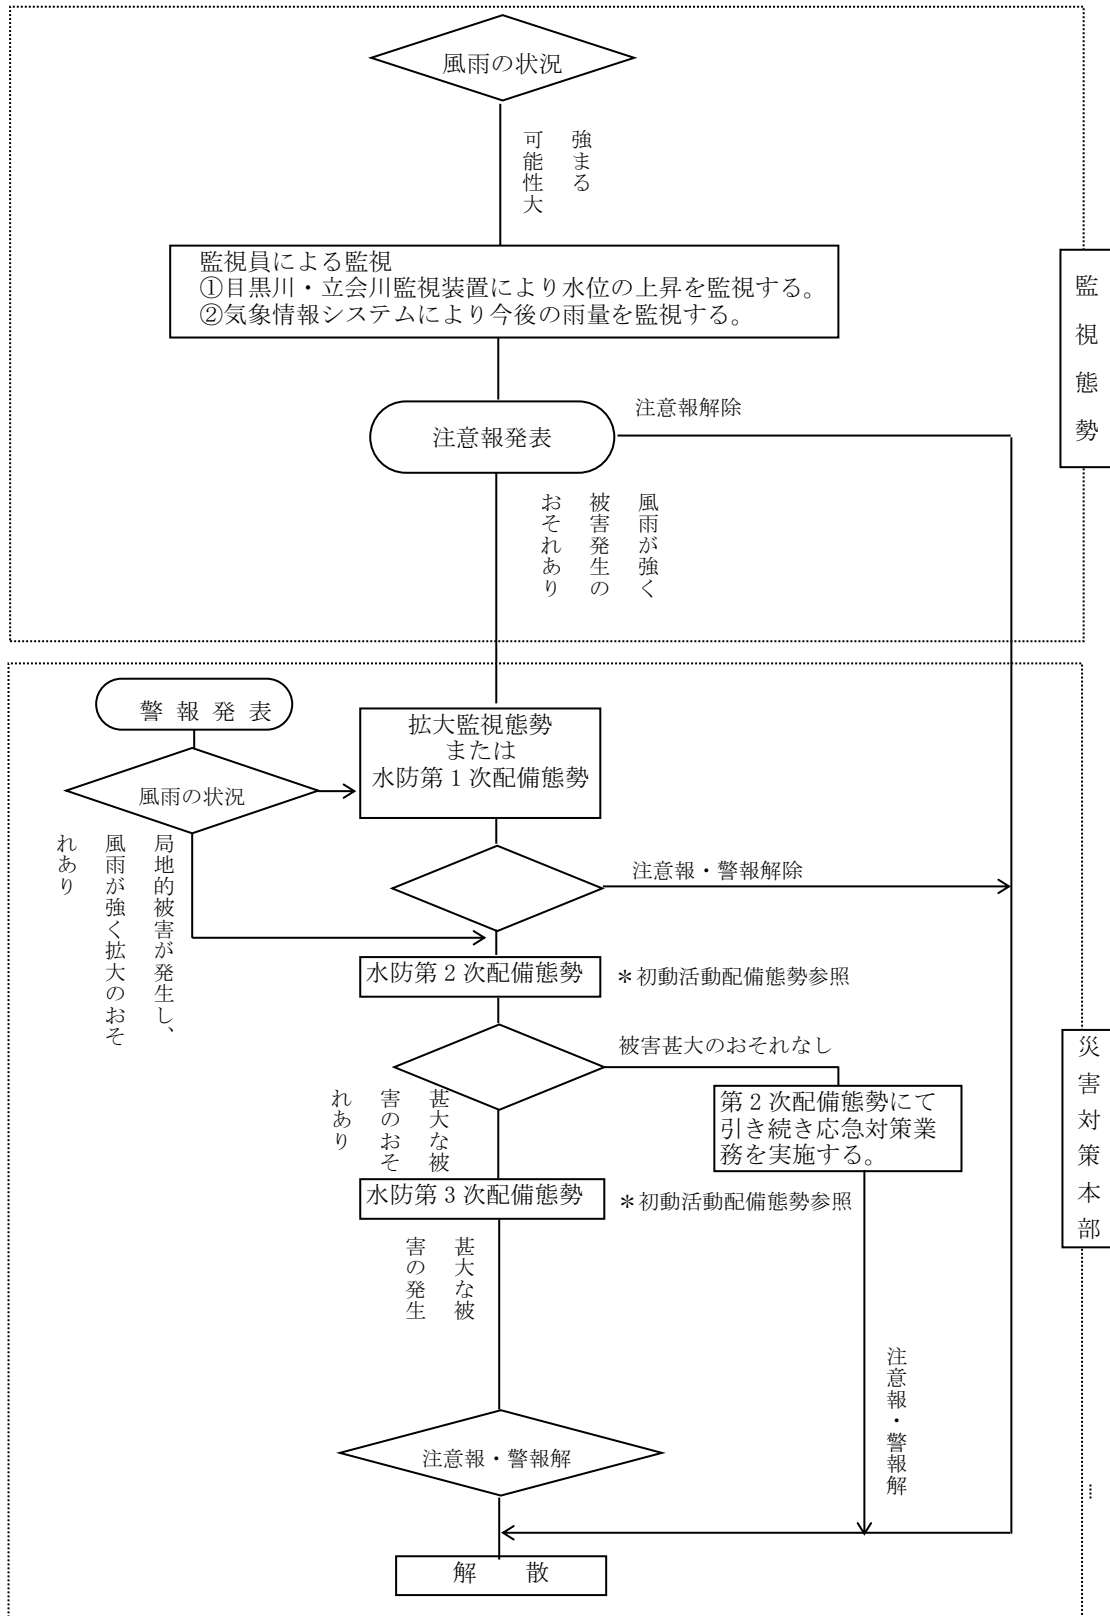 風雨の状況
強まる
可能性大
監視員による監視
①目黒川・立会川監視装置により水位の上昇を監視する。
②気象情報システムにより今後の雨量を監視する。
監視態勢
注意報発表
注意報解除
風雨が強く
被害発生の
おそれあり
警報発表
風雨の状況
拡大監視態勢
または
水防第1次配備態勢
局地的被害が発生し、
風雨が強く拡大のおそ
れあり
注意報・警報解除
水防第2次配備態勢
＊初動活動配備態勢参照
被害甚大のおそれなし
第2次配備態勢にて
引き続き応急対策業
務を実施する。
災害対策本部
甚大な被
害のおそ
れあり
水防第3次配備態勢
＊初動活動配備態勢参照
甚大な被
害の発生
注意報・警報解
注意報・警報解
解散